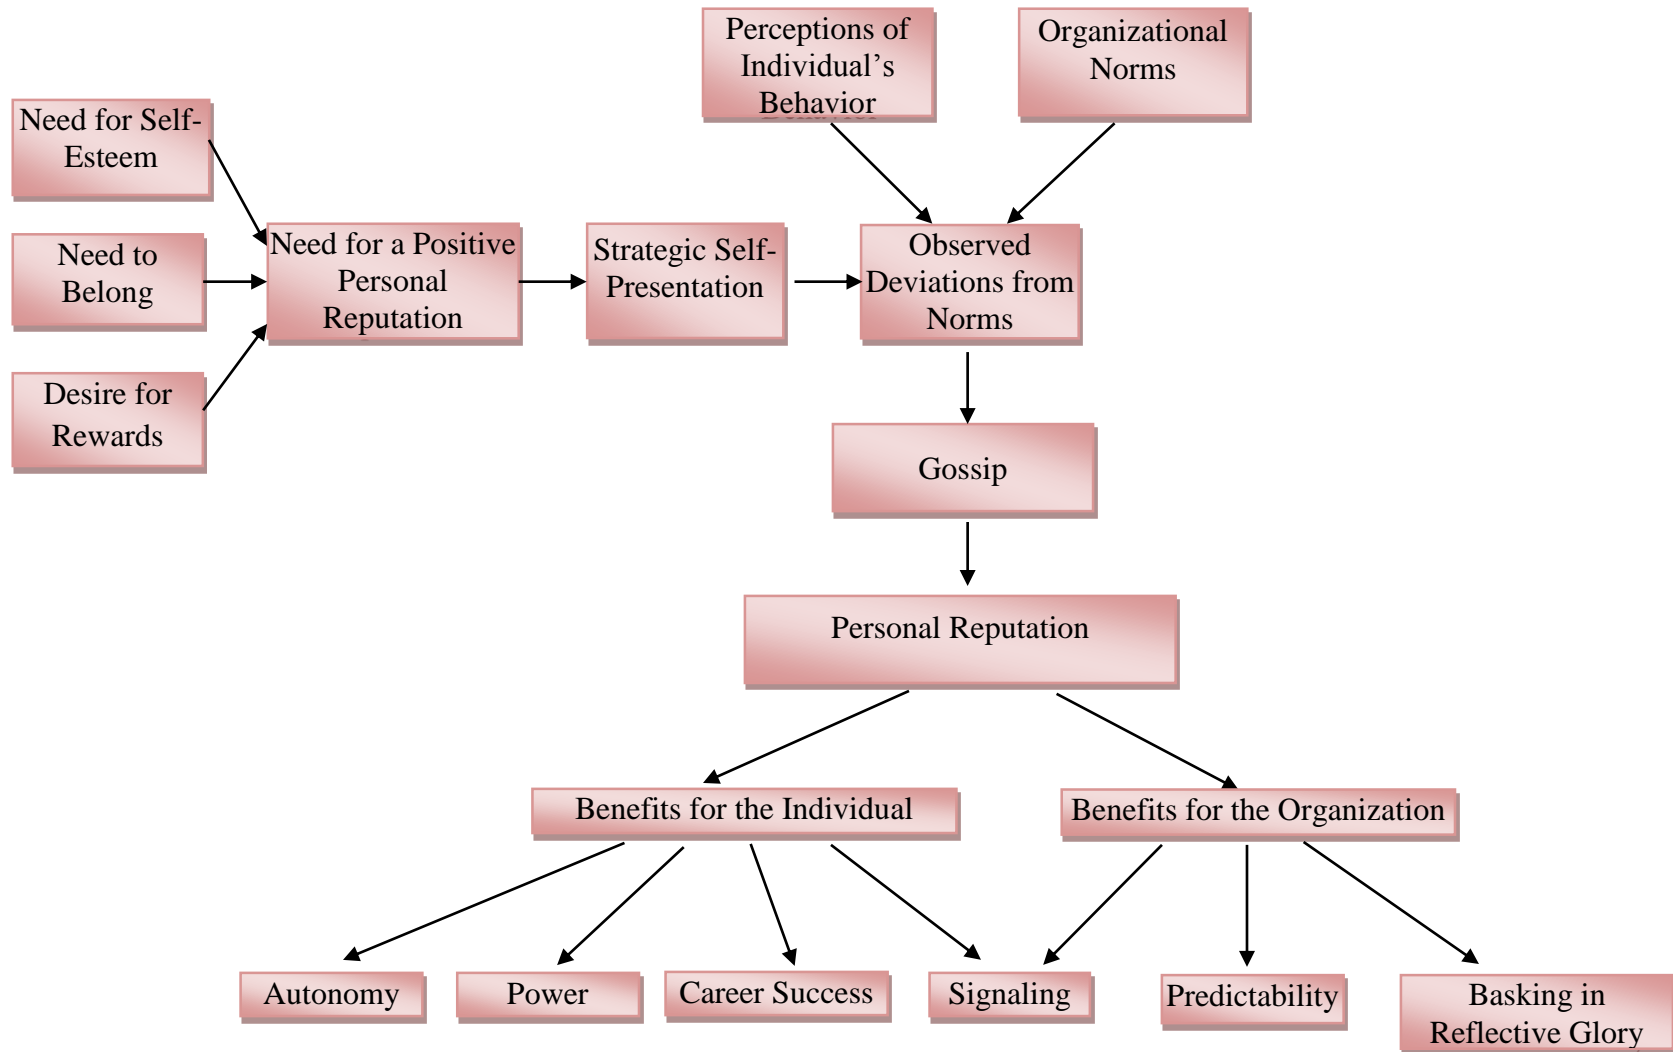 Perceptions of
Individual's
Behavior
Organizational
Norms
Need for Self-
Esteem
Need to
Belong
Desire for
Rewards
Need for a Positive
Personal
Reputation
Strategic Self-
Presentation
Observed
Deviations from
Norms
Gossip
Personal Reputation
Benefits for the Individual
Benefits for the Organization
Autonomy
Power
Career Success
Signaling
Predictability
Basking in
Reflective Glory